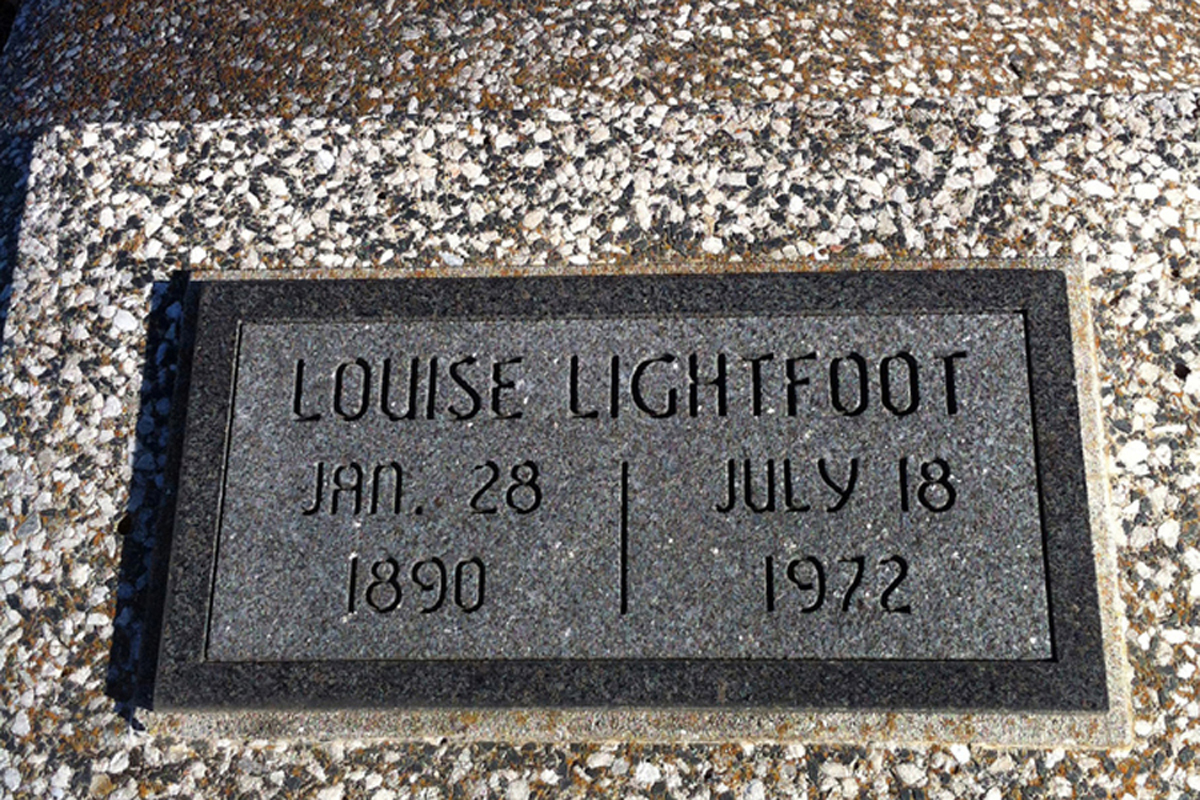 LOUISE LIGHTFOOT
JAN. 28 JULY 18
1890 1972